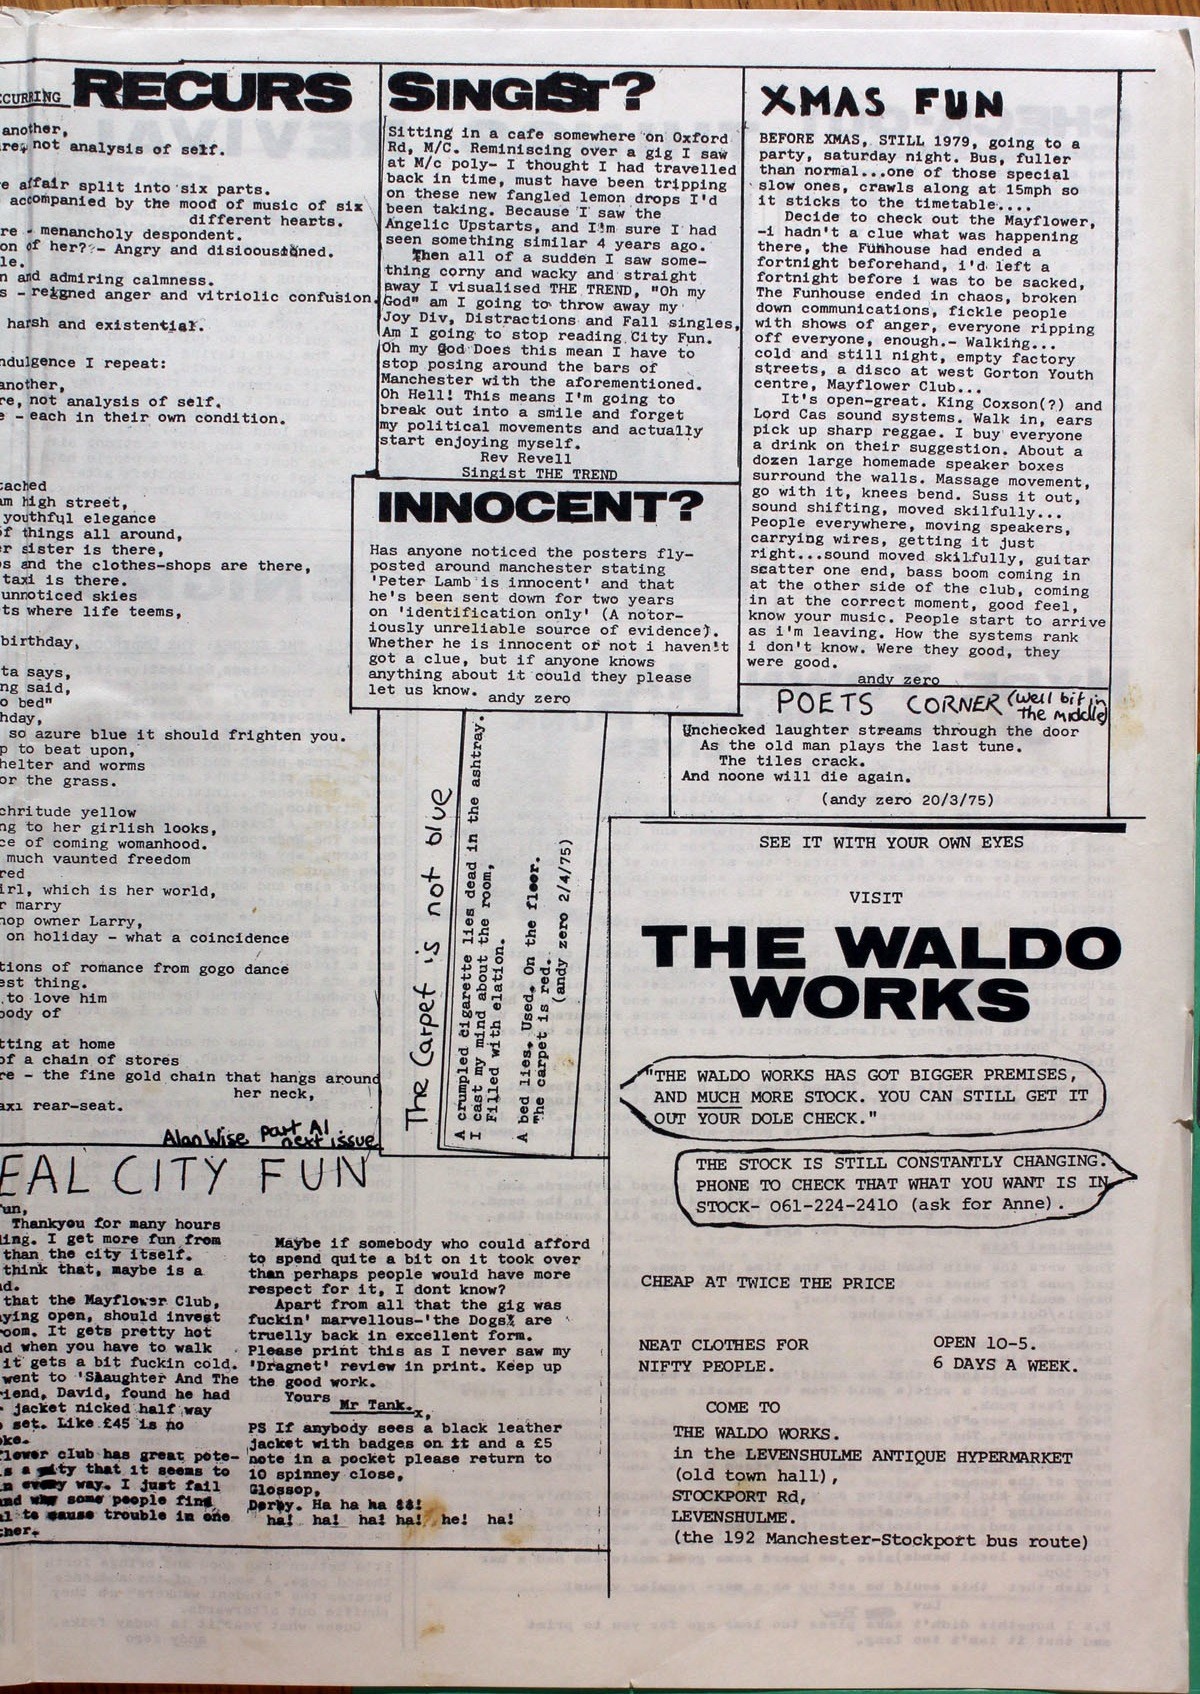 RECURS
another,
not analysis of self.
affair split into six parts.
accompanied by the mood of music of six
different hearts.
- menancholy despondent.
of her? - Angry and disioousioned.
and admiring calmness.
- reigned anger and vitriolic confusion.
harsh and existential.
I repeat:
another,
not analysis of self.
- each in their own condition.
high street,
youthful elegance
of things all around,
sister is there,
and the clothes-shops are there,
taxi is there.
unnoticed skies
where life teems,
birthday,
says,
said,
bed"
so azure blue it should frighten you.
to beat upon,
and worms
or the grass.
yellow
to her girlish looks,
of coming womanhood.
much vaunted freedom
which is her world,
marry
owner Larry,
on holiday - what a coincidence
of romance from gogo dance
thing.
to love him
of
at home
of a chain of stores
- the fine gold chain that hangs around
her neck,
rear-seat.
Alan Wise part A1
next issue
SINGIST?
Sitting in a cafe somewhere on Oxford
Rd, M/C. Reminiscing over a gig I saw
at M/c poly- I thought I had travelled
back in time, must have been tripping
on these new fangled lemon drops I'd
been taking. Because I saw the
Angelic Upstarts, and I'm sure I had
seen something similar 4 years ago.
Then all of a sudden I saw some-
thing corny and wacky and straight
away I visualised THE TREND, "Oh my
God" am I going to throw away my
Joy Div, Distractions and Fall singles,
Am I going to stop reading City Fun.
Oh my God Does this mean I have to
stop posing around the bars of
Manchester with the aforementioned.
Oh Hell! This means I'm going to
break out into a smile and forget
my political movements and actually
start enjoying myself.
Rev Revell
Singist THE TREND
INNOCENT?
Has anyone noticed the posters fly-
posted around manchester stating
'Peter Lamb is innocent' and that
he's been sent down for two years
on 'identification only' (A notor-
iously unreliable source of evidence).
Whether he is innocent or not i haven't
got a clue, but if anyone knows
anything about it could they please
let us know. andy zero
XMAS FUN
BEFORE XMAS, STILL 1979, going to a
party, saturday night. Bus, fuller
than normal...one of those special
slow ones, crawls along at 15mph so
it sticks to the timetable....
Decide to check out the Mayflower,
-i hadn't a clue what was happening
there, the Funhouse had ended a
fortnight beforehand, i'd left a
fortnight before i was to be sacked,
The Funhouse ended in chaos, broken
down communications, fickle people
with shows of anger, everyone ripping
off everyone, enough.- Walking...
cold and still night, empty factory
streets, a disco at west Gorton Youth
centre, Mayflower Club...
It's open-great. King Coxson(?) and
Lord Cas sound systems. Walk in, ears
pick up sharp reggae. I buy everyone
a drink on their suggestion. About a
dozen large homemade speaker boxes
surround the walls. Massage movement,
go with it, knees bend. Suss it out,
sound shifting, moved skilfully...
People everywhere, moving speakers,
carrying wires, getting it just
right...sound moved skilfully, guitar
scatter one end, bass boom coming in
at the other side of the club, coming
in at the correct moment, good feel,
know your music. People start to arrive
as i'm leaving. How the systems rank
i don't know. Were they good, they
were good.
andy zero
POETS CORNER (well bit in
the middle)
Unchecked laughter streams through the door
As the old man plays the last tune.
The tiles crack.
And noone will die again.
(andy zero 20/3/75)
The Carpet is not blue
A crumpled cigarette lies dead in the ashtray.
I cast my mind about the room,
Filled with elation.
A bed lies. Used. On the floor.
The carpet is red.
(andy zero 2/4/75)
SEE IT WITH YOUR OWN EYES
VISIT
THE WALDO
WORKS
"THE WALDO WORKS HAS GOT BIGGER PREMISES,
AND MUCH MORE STOCK. YOU CAN STILL GET IT
OUT YOUR DOLE CHECK."
THE STOCK IS STILL CONSTANTLY CHANGING.
PHONE TO CHECK THAT WHAT YOU WANT IS IN
STOCK- 061-224-2410 (ask for Anne).
CHEAP AT TWICE THE PRICE
NEAT CLOTHES FOR
NIFTY PEOPLE.
OPEN 10-5.
6 DAYS A WEEK.
COME TO
THE WALDO WORKS.
in the LEVENSHULME ANTIQUE HYPERMARKET
(old town hall),
STOCKPORT Rd,
LEVENSHULME.
(the 192 Manchester-Stockport bus route)
EAL CITY FUN
Thankyou for many hours
I get more fun from
than the city itself.
think that, maybe is a
that the Mayflower Club,
open, should invest
It gets pretty hot
when you have to walk
it gets a bit fuckin cold.
went to 'Slaughter And The
David, found he had
jacket nicked half way
set. Like £45 is no
club has great pote-
pity that it seems to
every way. I just fail
why some people find
to cause trouble in one
Maybe if somebody who could afford
to spend quite a bit on it took over
than perhaps people would have more
respect for it, I dont know?
Apart from all that the gig was
fuckin' marvellous-'the Dogs' are
truelly back in excellent form.
Please print this as I never saw my
'Dragnet' review in print. Keep up
the good work.
Yours
Mr Tank.x,
PS If anybody sees a black leather
jacket with badges on it and a £5
note in a pocket please return to
10 spinney close,
Glossop,
Derby. Ha ha ha &&!
ha! ha! ha! ha! he! ha!